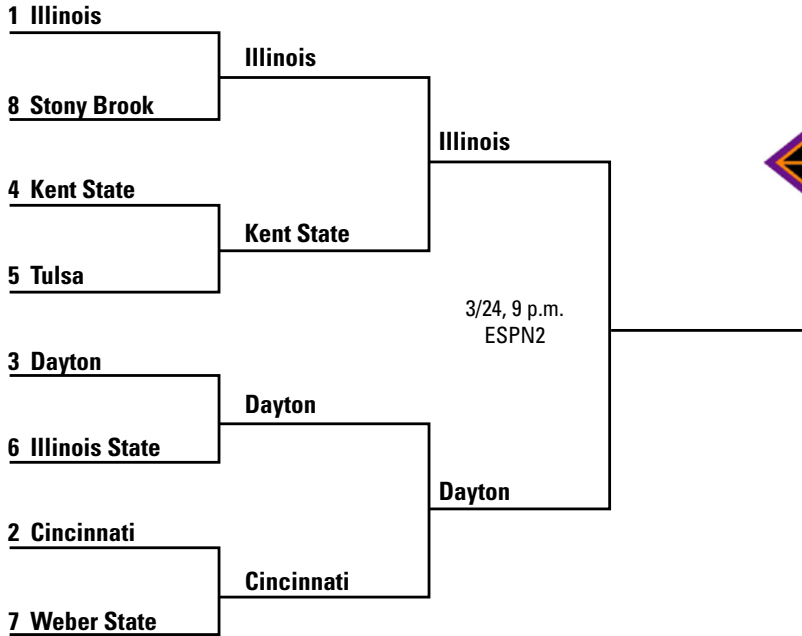 1 Illinois
Illinois
8 Stony Brook
Illinois
4 Kent State
Kent State
5 Tulsa
3/24, 9 p.m.
ESPN2
3 Dayton
Dayton
6 Illinois State
Dayton
2 Cincinnati
Cincinnati
7 Weber State